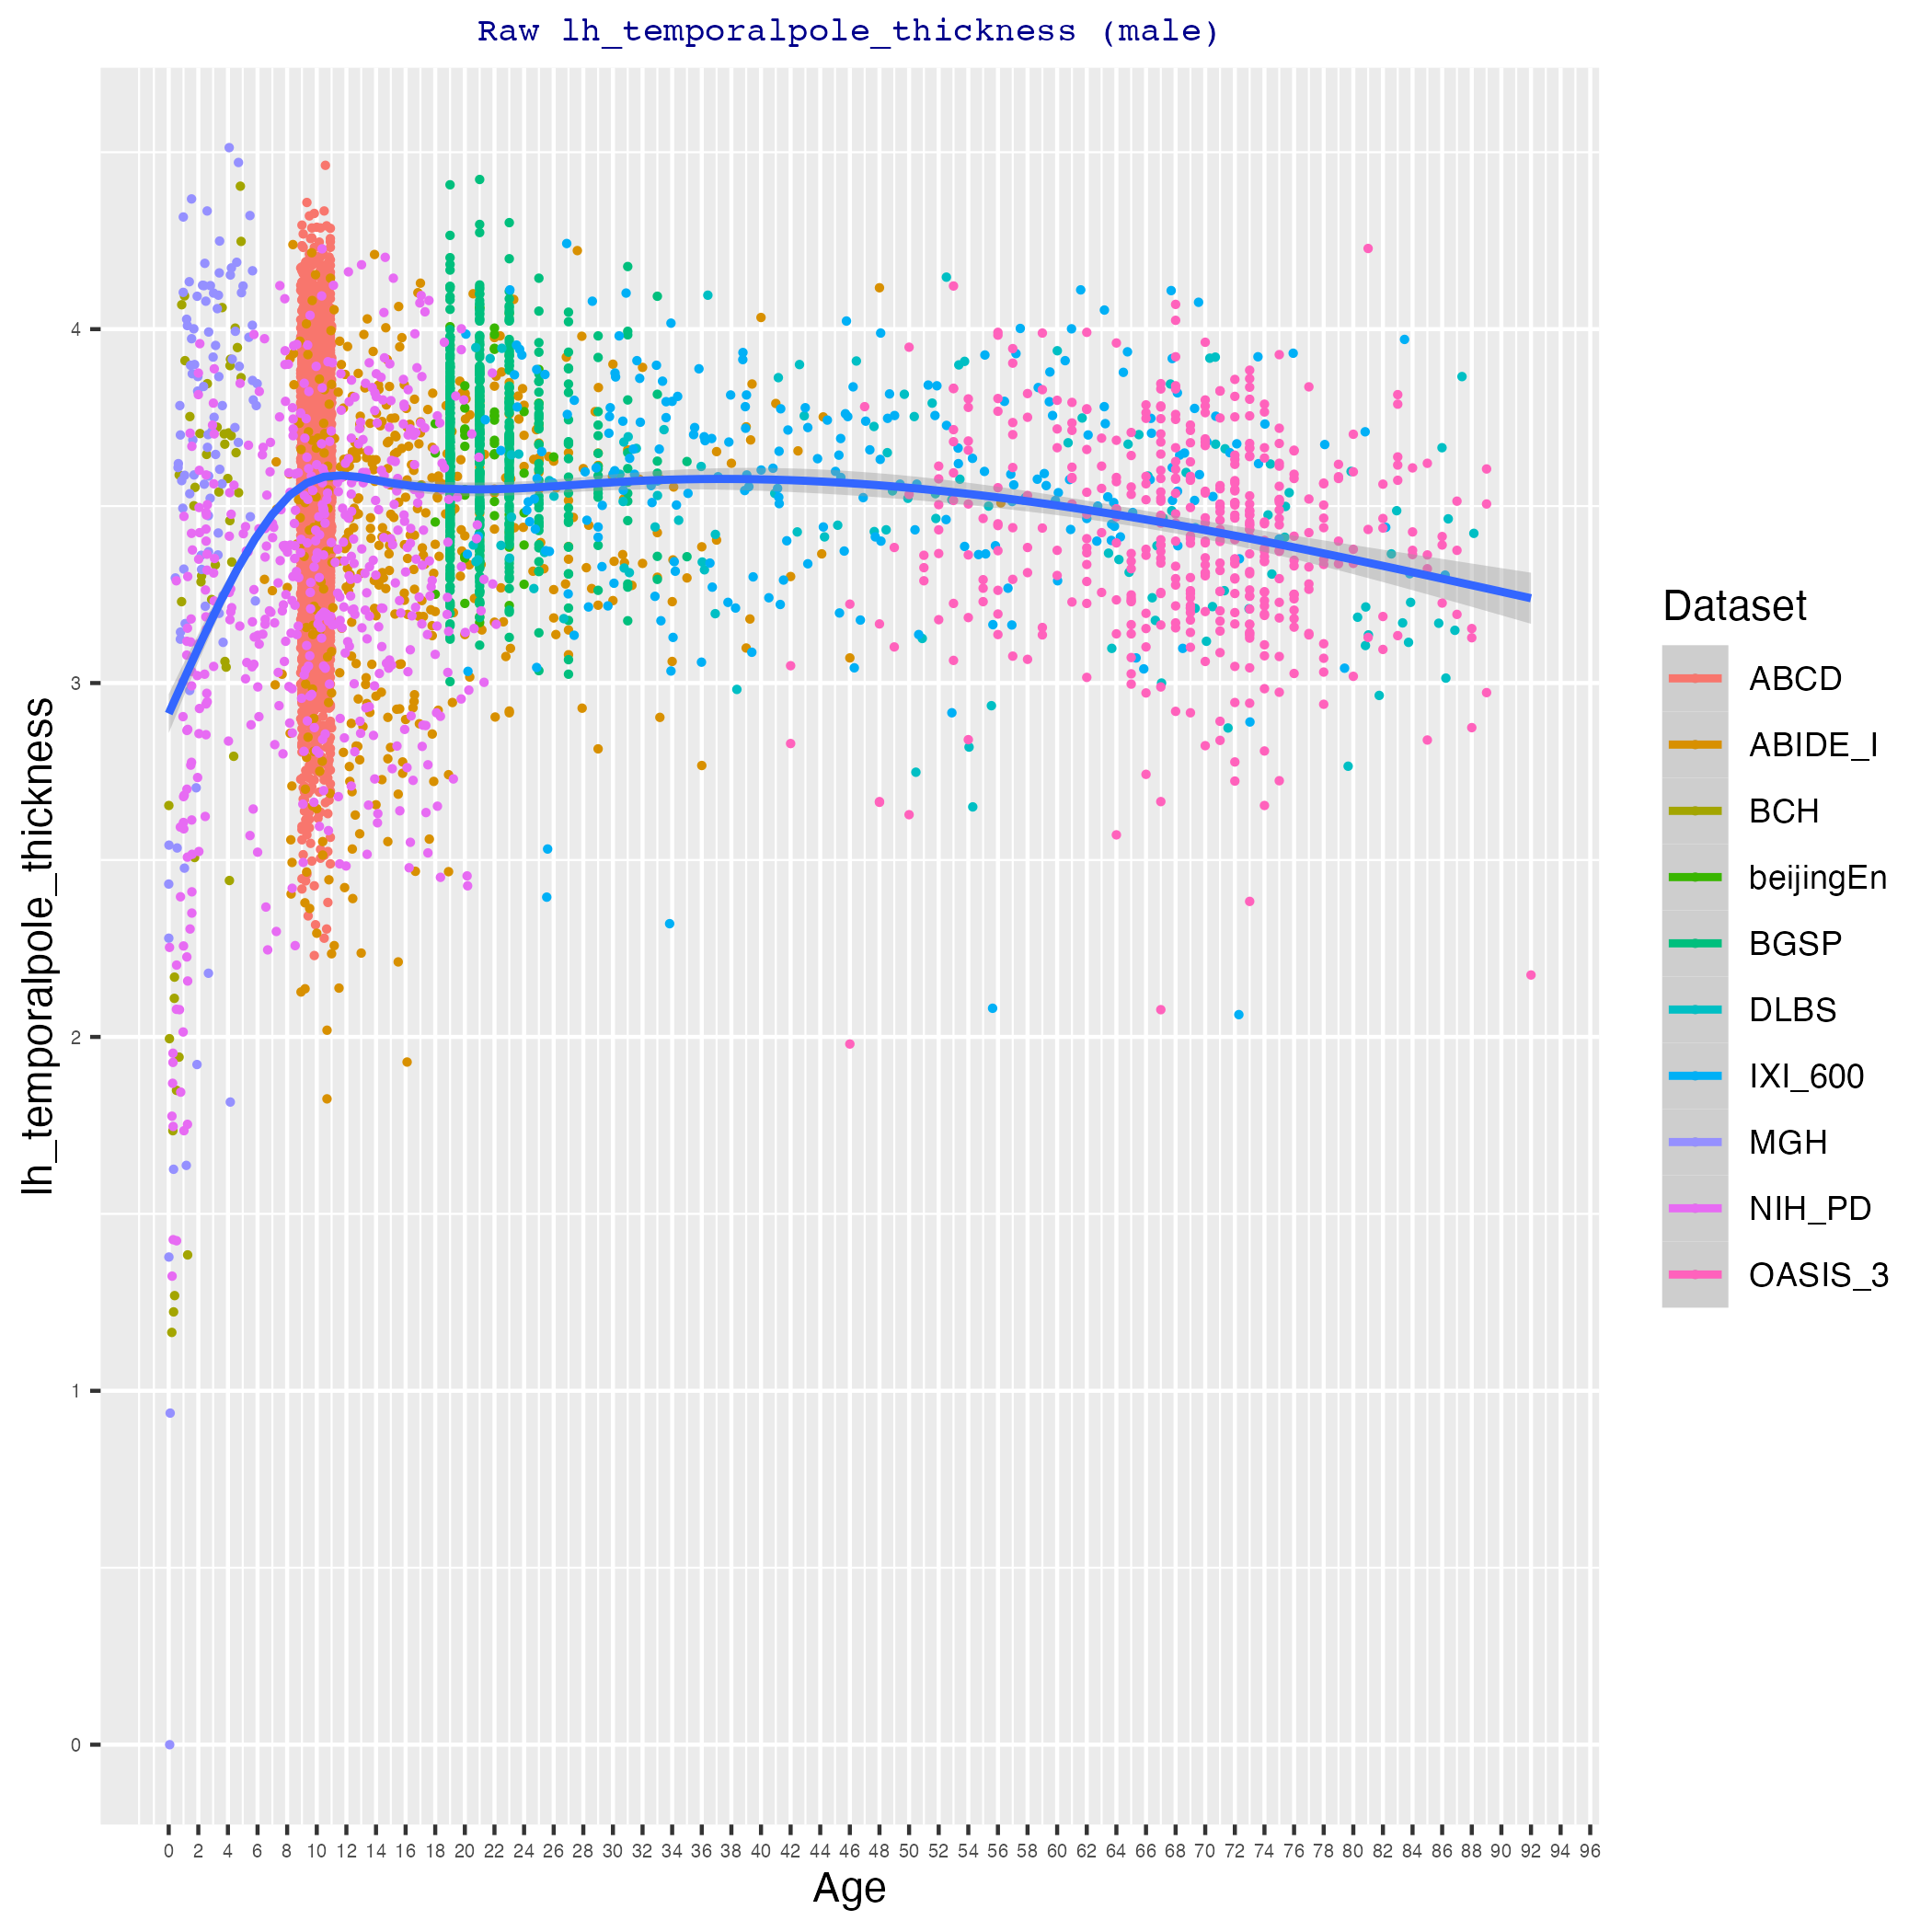 Raw lh_temporalpole_thickness (male)
lh_temporalpole_thickness
4
3
2
1
0
0 2 4 6 8 10 12 14 16 18 20 22 24 26 28 30 32 34 36 38 40 42 44 46 48 50 52 54 56 58 60 62 64 66 68 70 72 74 76 78 80 82 84 86 88 90 92 94 96
Age
Dataset
ABCD
ABIDE_I
BCH
beijingEn
BGSP
DLBS
IXI_600
MGH
NIH_PD
OASIS_3